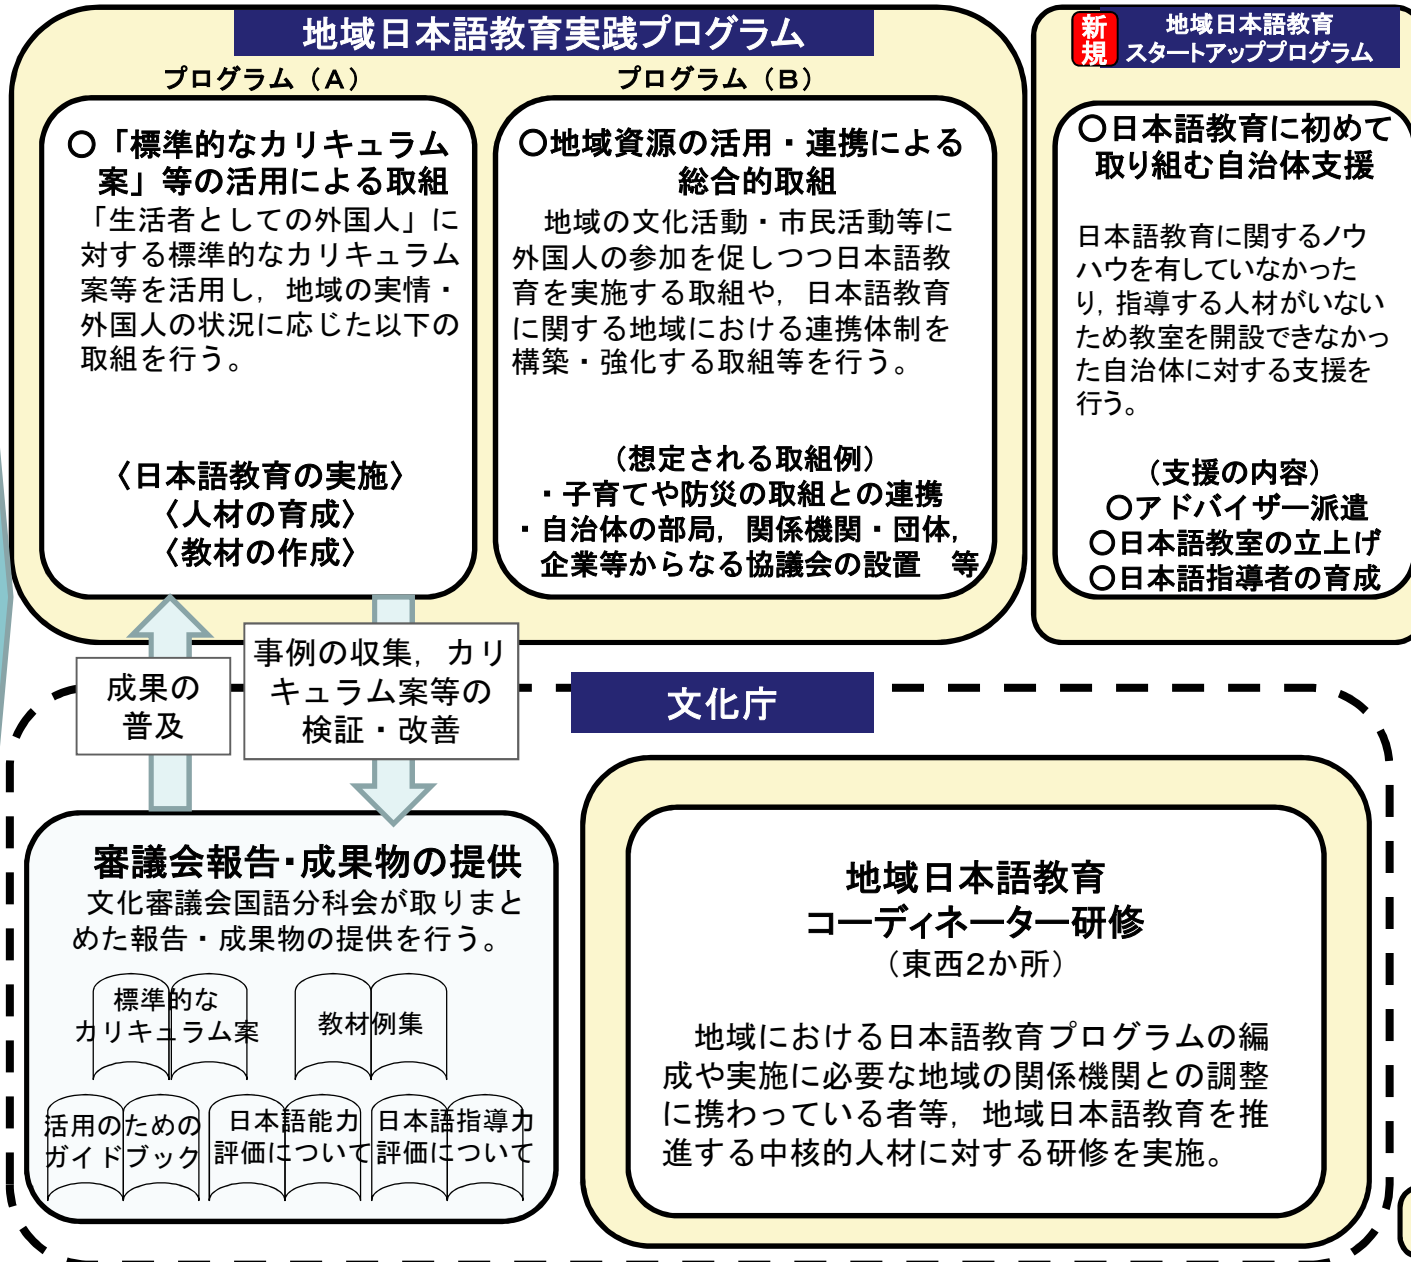 地域日本語教育実践プログラム
プログラム（A）
○「標準的なカリキュラム
案」等の活用による取組
「生活者としての外国人」に
対する標準的なカリキュラム
案等を活用し，地域の実情・
外国人の状況に応じた以下の
取組を行う。
〈日本語教育の実施〉
〈人材の育成〉
〈教材の作成〉
プログラム（B）
○地域資源の活用・連携による
総合的取組
地域の文化活動・市民活動等に
外国人の参加を促しつつ日本語教
育を実施する取組や，日本語教育
に関する地域における連携体制を
構築・強化する取組等を行う。
（想定される取組例）
・子育てや防災の取組との連携
・自治体の部局，関係機関・団体，
企業等からなる協議会の設置　等
新規
地域日本語教育
スタートアッププログラム
○日本語教育に初めて
取り組む自治体支援
日本語教育に関するノウ
ハウを有していなかった
り，指導する人材がいない
ため教室を開設できなかっ
た自治体に対する支援を
行う。
（支援の内容）
○アドバイザー派遣
○日本語教室の立上げ
○日本語指導者の育成
成果の
普及
事例の収集，カリ
キュラム案等の
検証・改善
文化庁
審議会報告・成果物の提供
文化審議会国語分科会が取りまと
めた報告・成果物の提供を行う。
標準的な
カリキュラム案
教材例集
活用のための
ガイドブック
日本語能力
評価について
日本語指導力
評価について
地域日本語教育
コーディネーター研修
（東西2か所）
地域における日本語教育プログラムの編
成や実施に必要な地域の関係機関との調整
に携わっている者等，地域日本語教育を推
進する中核的人材に対する研修を実施。